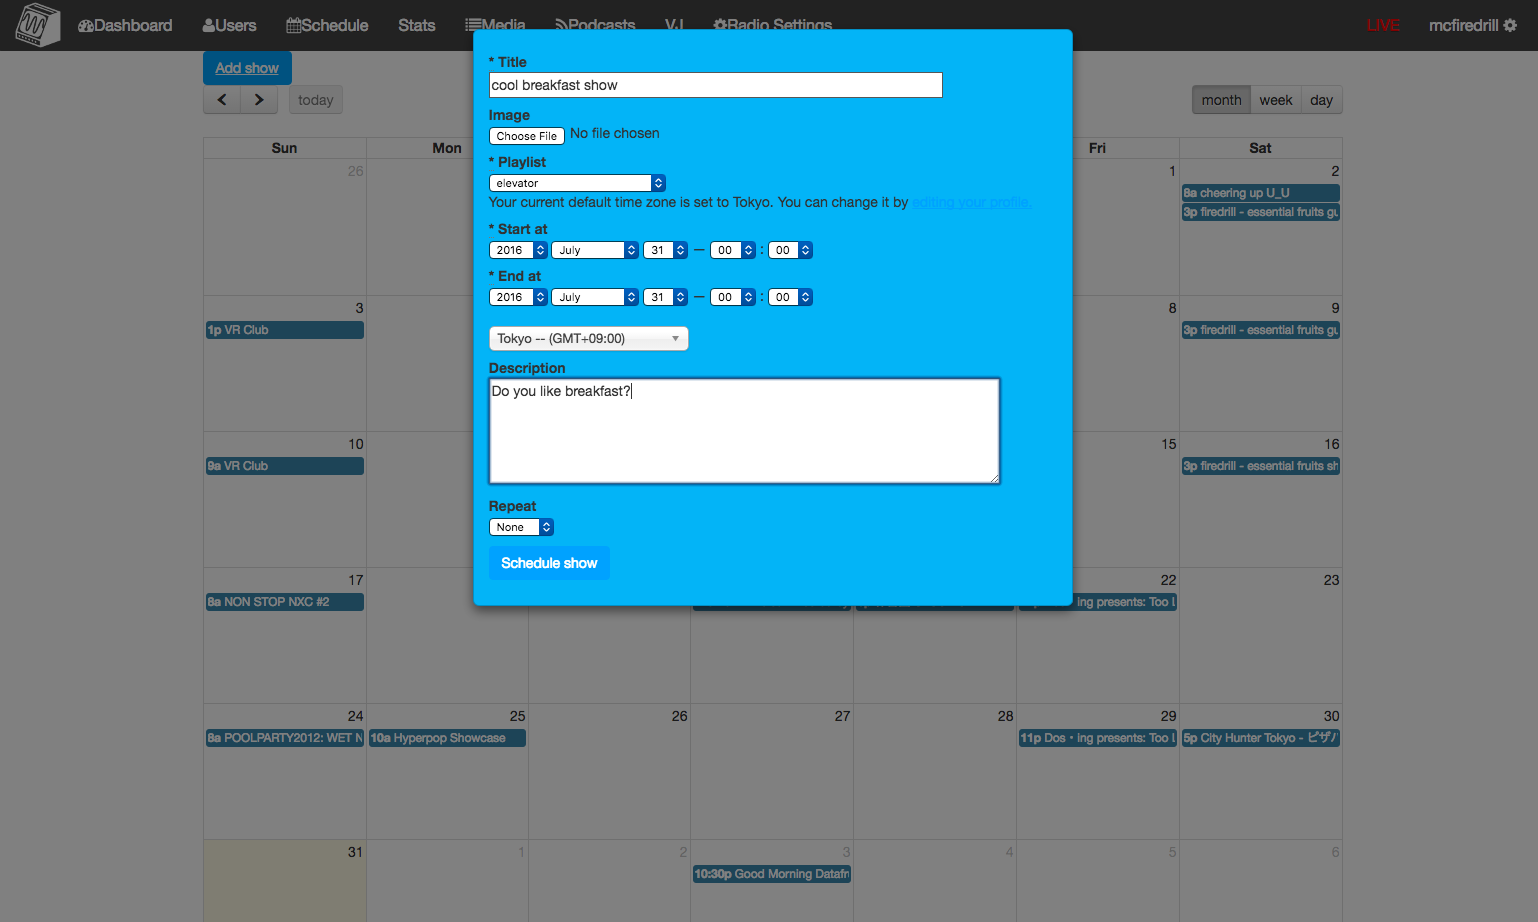 Dashboard Users Schedule Stats Media Podcasts VJ Radio Settings LIVE mcfiredrill
Add show
today
month week day
* Title
cool breakfast show
Image
Choose File No file chosen
* Playlist
elevator
Your current default time zone is set to Tokyo. You can change it by editing your profile.
* Start at
2016 July 31 — 00 : 00
* End at
2016 July 31 — 00 : 00
Tokyo -- (GMT+09:00)
Description
Do you like breakfast?
Repeat
None
Schedule show
Sun Mon Fri Sat
26 1 2
8a cheering up U_U
3p firedrill - essential fruits gu
3 8 9
1p VR Club 3p firedrill - essential fruits gu
10 15 16
9a VR Club 3p firedrill - essential fruits sh
17 22 23
8a NON STOP NXC #2 ing presents: Too l
24 25 26 27 28 29 30
8a POOLPARTY2012: WET N 10a Hyperpop Showcase 11p Dos・ing presents: Too l 5p City Hunter Tokyo - ピザパ
31 1 2 3 4 5 6
10:30p Good Morning Datafr